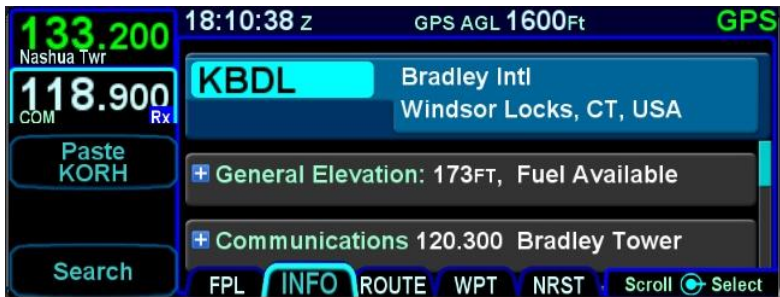 133.200
Nashua Twr
118.900
COM Rx
Paste
KORH
Search
18:10:38 Z GPS AGL 1600FT GPS
KBDL
Bradley Intl
Windsor Locks, CT, USA
General Elevation: 173FT, Fuel Available
Communications 120.300 Bradley Tower
FPL INFO ROUTE WPT NRST Scroll Select